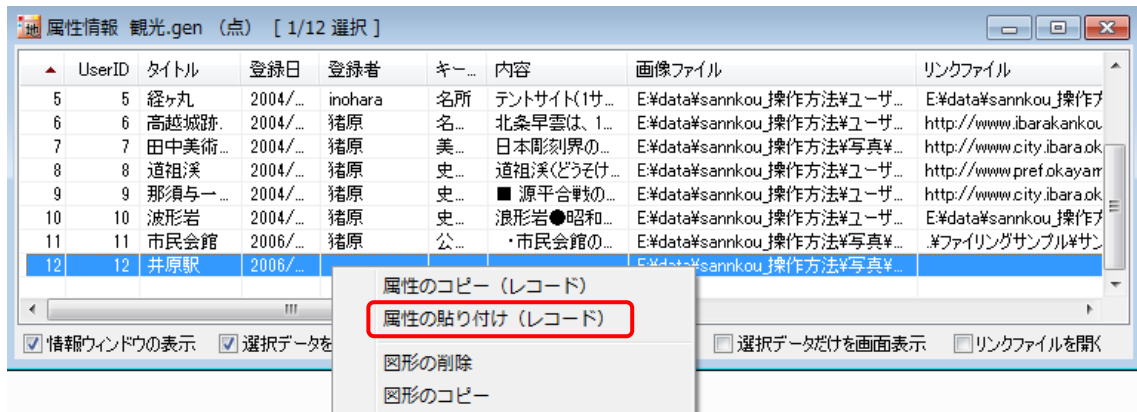 地 属性情報 観光.gen （点） [ 1/12 選択 ]
UserID タイトル 登録日 登録者 キー... 内容 画像ファイル リンクファイル
5 5 経ヶ丸 2004/... inohara 名所 テントサイト(1サ... E:¥data¥sannkou_操作方法¥ユーザ... E:¥data¥sannkou_操作方
6 6 高越城跡. 2004/... 猪原 名... 北条早雲は、1... E:¥data¥sannkou_操作方法¥ユーザ... http://www.ibarakankou
7 7 田中美術... 2004/... 猪原 美... 日本彫刻界の... E:¥data¥sannkou_操作方法¥写真¥... http://www.city.ibara.ok
8 8 道祖渓 2004/... 猪原 史... 道祖渓(どうそけ... E:¥data¥sannkou_操作方法¥ユーザ... http://www.pref.okayam
9 9 那須与一... 2004/... 猪原 史... ■ 源平合戦の... E:¥data¥sannkou_操作方法¥ユーザ... http://www.city.ibara.ok
10 10 波形岩 2004/... 猪原 史... 浪形岩●昭和... E:¥data¥sannkou_操作方法¥ユーザ... E:¥data¥sannkou_操作方
11 11 市民会館 2006/... 猪原 公... ・市民会館の... E:¥data¥sannkou_操作方法¥写真¥... .¥ファイリングサンプル¥サン
12 12 井原駅 2006/... E:¥data¥sannkou_操作方法¥写真¥...
属性のコピー（レコード）
属性の貼り付け（レコード）
情報ウィンドウの表示 選択データを 選択データだけを画面表示 リンクファイルを開く
図形の削除
図形のコピー